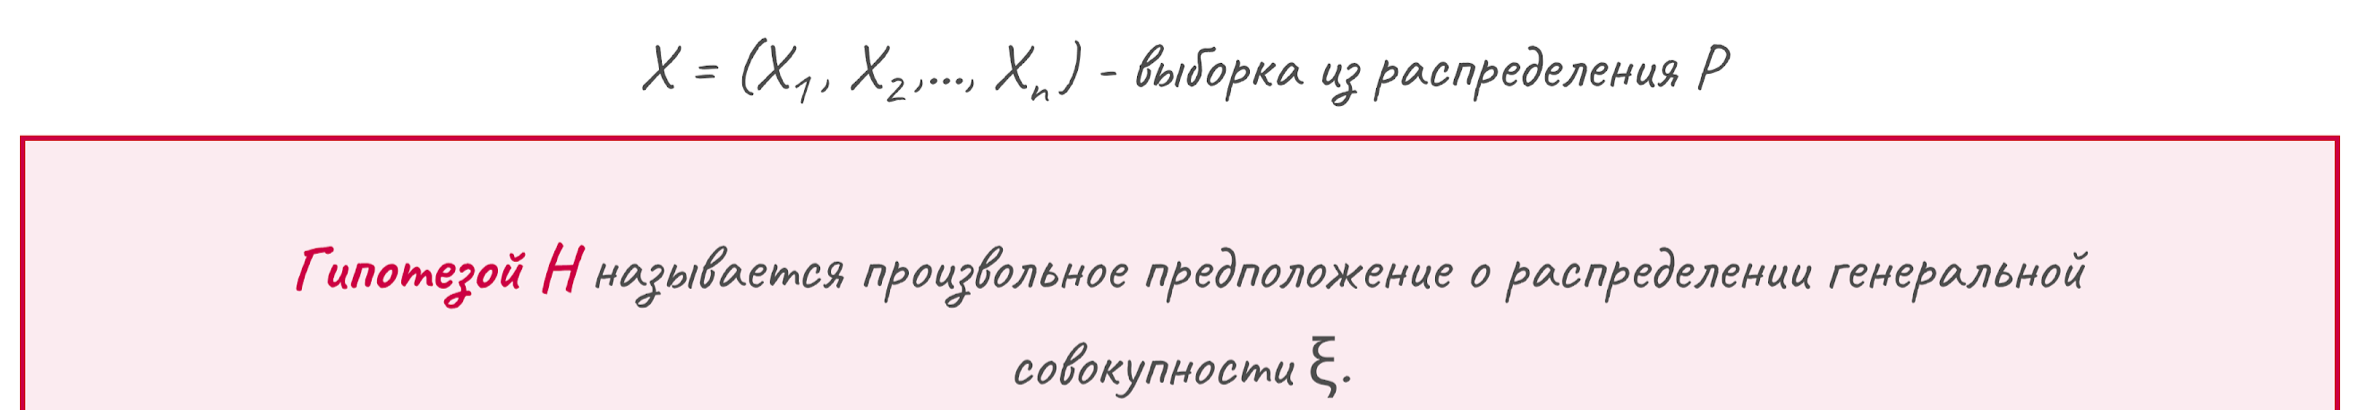 X = (X₁, X₂,..., Xₙ) - выборка из распределения P
Гипотезой H называется произвольное предположение о распределении генеральной
совокупности ξ.